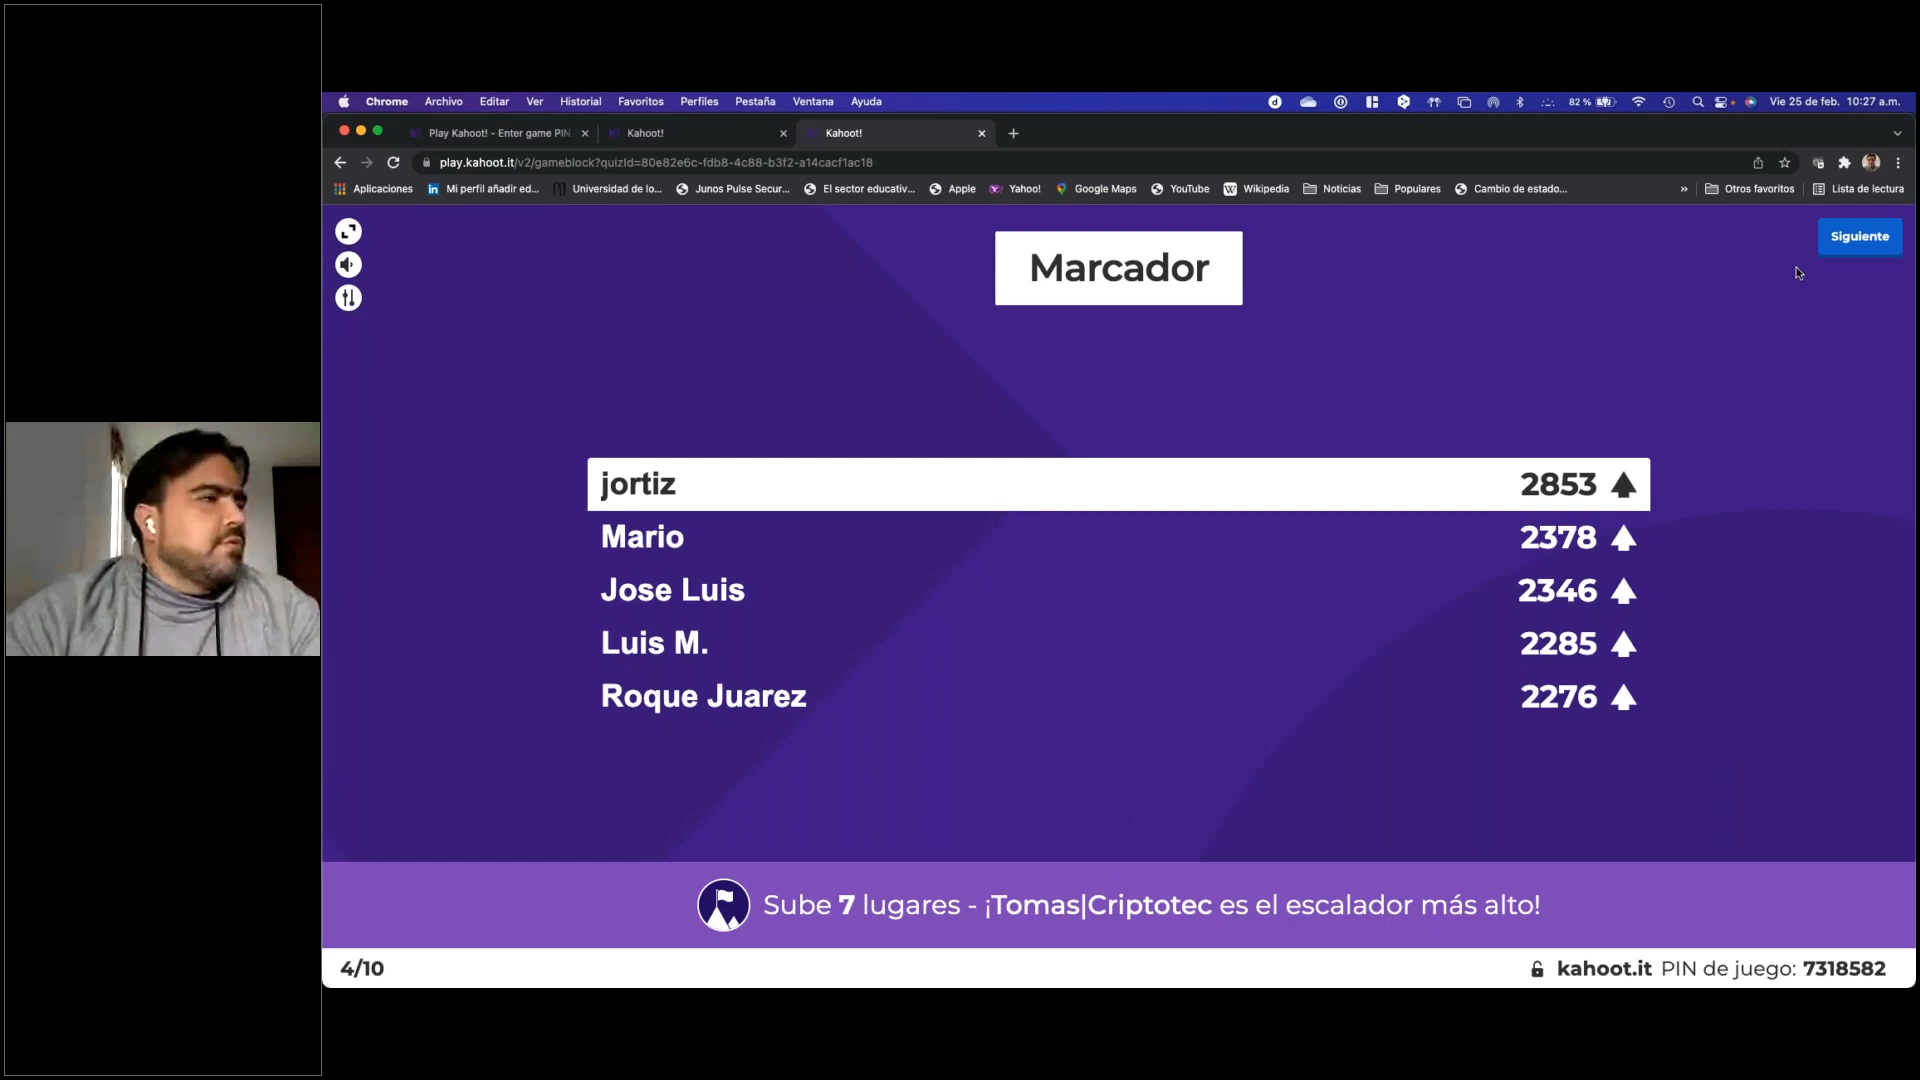 Chrome Archivo Editar Ver Historial Favoritos Perfiles Pestaña Ventana Ayuda
82 % Vie 25 de feb. 10:27 a.m.
Play Kahoot! - Enter game PIN Kahoot! Kahoot!
play.kahoot.it/v2/gameblock?quizId=80e82e6c-fdb8-4c88-b3f2-a14cacf1ac18
Aplicaciones Mi perfil añadir ed... Universidad de lo... Junos Pulse Secur... El sector educativ... Apple Yahoo! Google Maps YouTube Wikipedia Noticias Populares Cambio de estado... » Otros favoritos Lista de lectura
Siguiente
Marcador
jortiz 2853
Mario 2378
Jose Luis 2346
Luis M. 2285
Roque Juarez 2276
Sube 7 lugares - ¡Tomas|Criptotec es el escalador más alto!
4/10
kahoot.it PIN de juego: 7318582